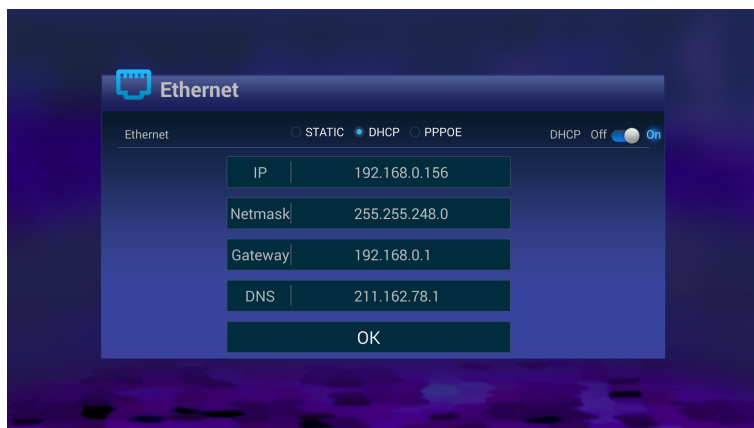 Ethernet
Ethernet STATIC DHCP PPPOE DHCP Off On
IP 192.168.0.156
Netmask 255.255.248.0
Gateway 192.168.0.1
DNS 211.162.78.1
OK